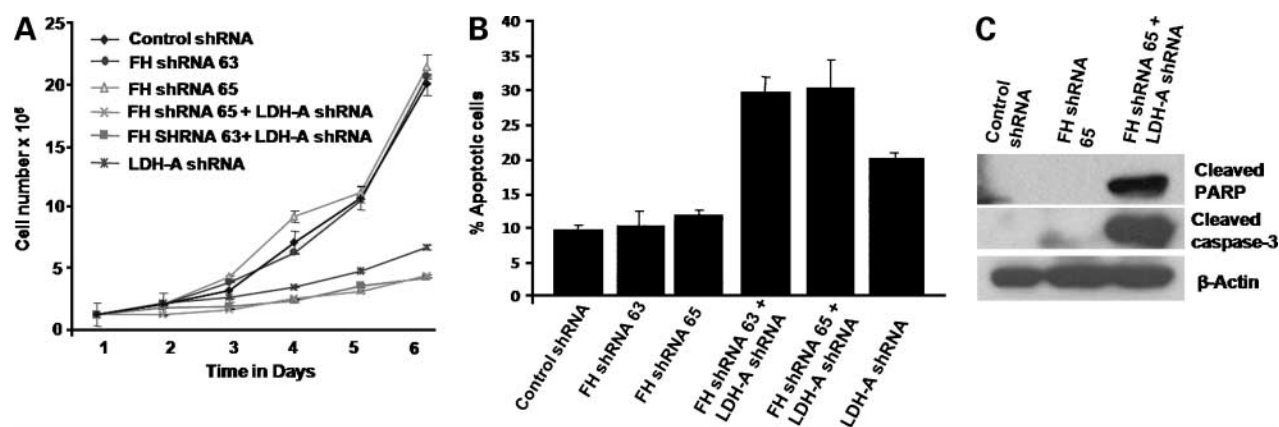 A
Control shRNA
FH shRNA 63
FH shRNA 65
FH shRNA 65 + LDH-A shRNA
FH SHRNA 63+ LDH-A shRNA
LDH-A shRNA
25
20
15
10
5
0
Cell number x 10⁵
1 2 3 4 5 6
Time in Days
B
40
35
30
25
20
15
10
5
0
% Apoptotic cells
Control shRNA
FH shRNA 63
FH shRNA 65
FH shRNA 63 +
LDH-A shRNA
FH shRNA 65 +
LDH-A shRNA
LDH-A shRNA
C
Control
shRNA
FH shRNA
65
FH shRNA 65 +
LDH-A shRNA
Cleaved
PARP
Cleaved
caspase-3
β-Actin